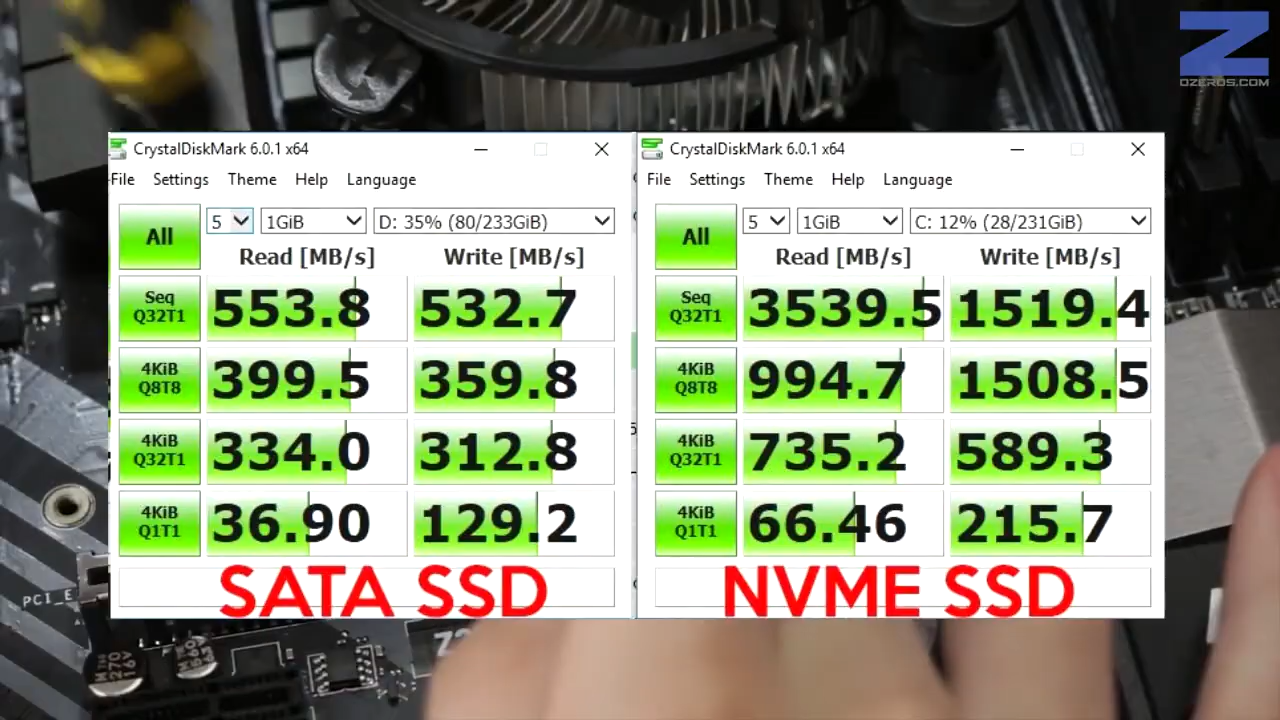 Z
OZEROS.COM
CrystalDiskMark 6.0.1 x64
File Settings Theme Help Language
All 5 1GiB D: 35% (80/233GiB)
Read [MB/s] Write [MB/s]
Seq
Q32T1
553.8 532.7
4KiB
Q8T8
399.5 359.8
4KiB
Q32T1
334.0 312.8
4KiB
Q1T1
36.90 129.2
SATA SSD
CrystalDiskMark 6.0.1 x64
File Settings Theme Help Language
All 5 1GiB C: 12% (28/231GiB)
Read [MB/s] Write [MB/s]
Seq
Q32T1
3539.5 1519.4
4KiB
Q8T8
994.7 1508.5
4KiB
Q32T1
735.2 589.3
4KiB
Q1T1
66.46 215.7
NVME SSD
PCI_E
270
16V